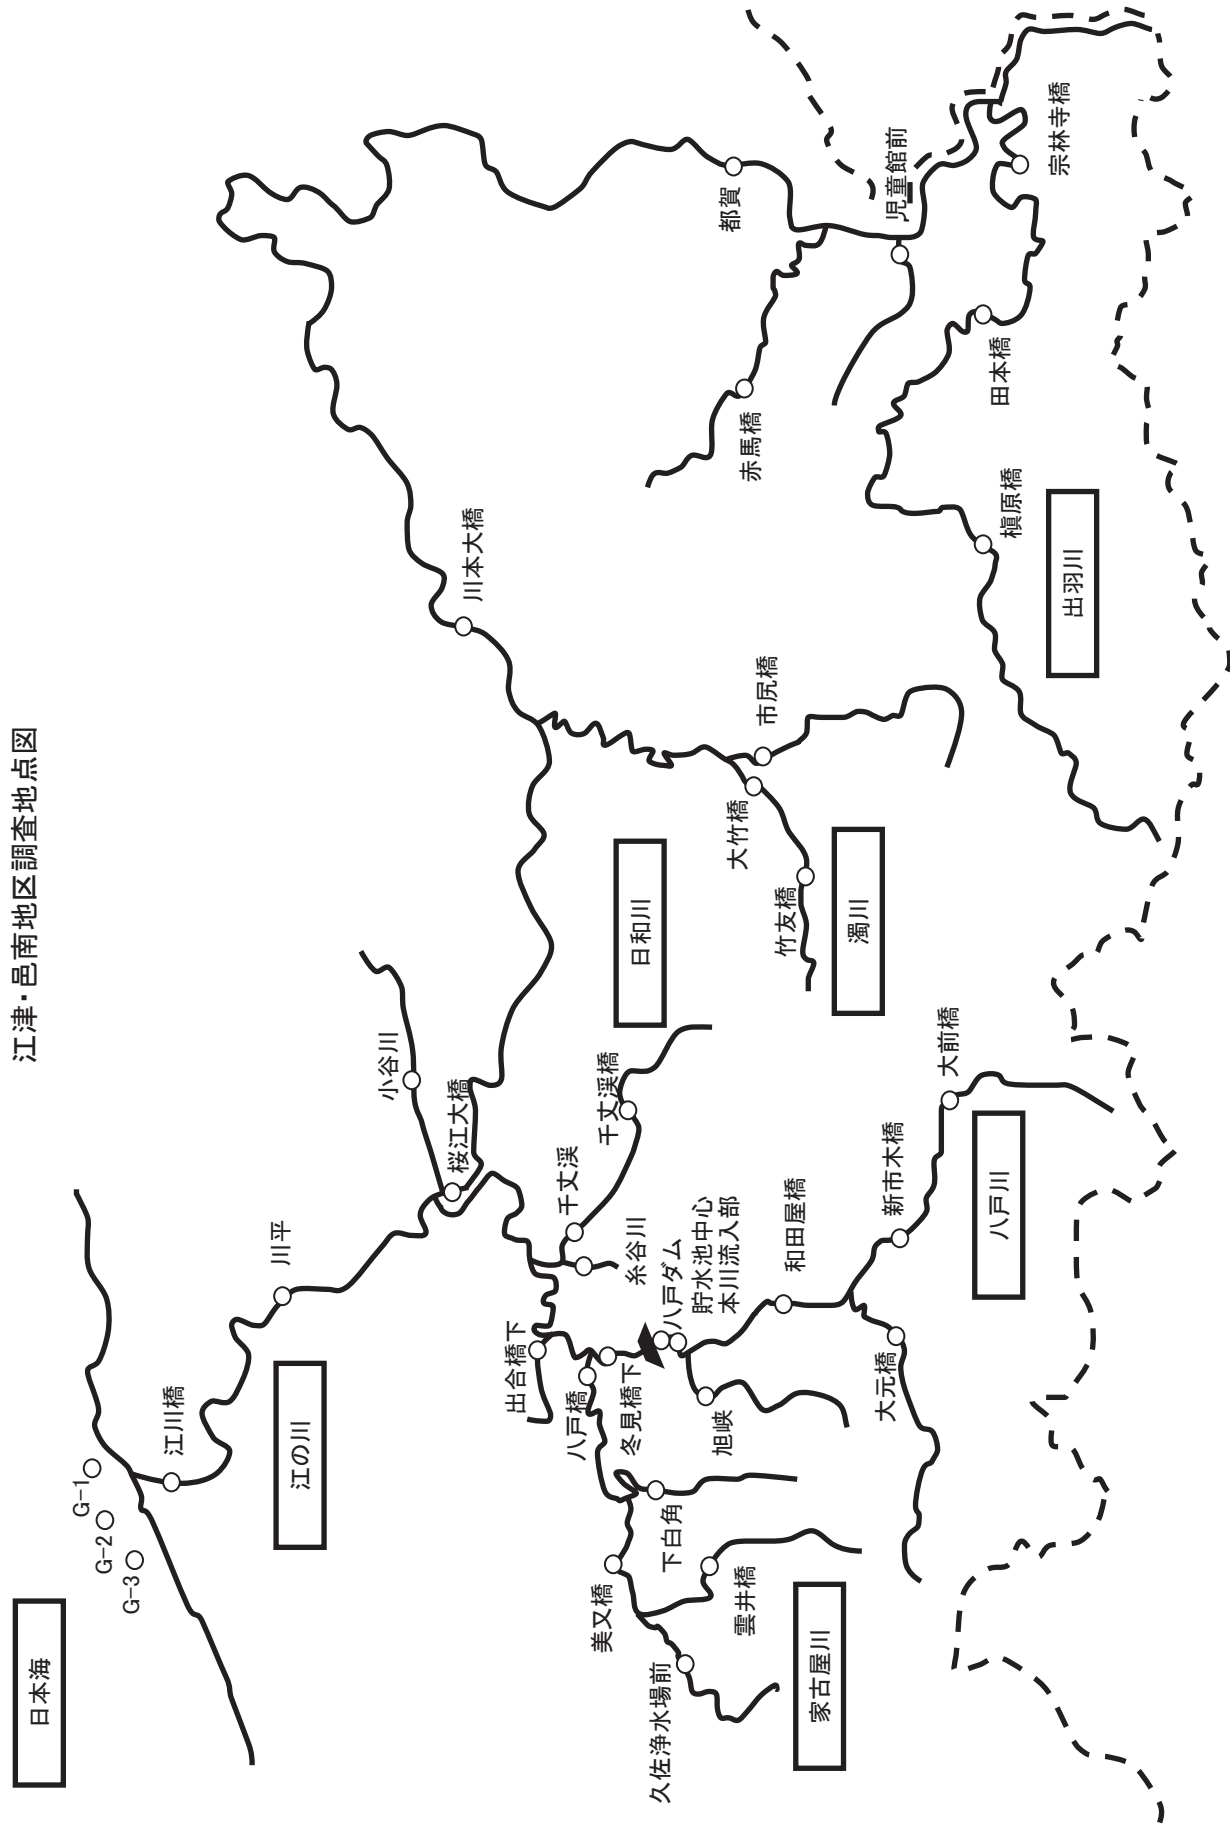 江津・邑南地区調査地点図
日本海
G-1
G-2
G-3
江川橋
江の川
川平
小谷川
桜江大橋
川本大橋
都賀
児童館前
宗林寺橋
田本橋
赤馬橋
槇原橋
出羽川
市尻橋
大竹橋
竹友橋
濁川
日和川
千丈渓橋
千丈渓
糸谷川
八戸ダム
貯水池中心
本川流入部
和田屋橋
新市木橋
大前橋
八戸川
大元橋
旭峡
出合橋下
八戸橋
冬見橋下
下白角
美又橋
雲井橋
久佐浄水場前
家古屋川